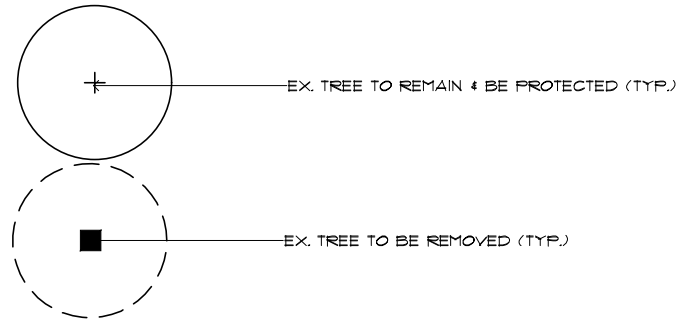 EX. TREE TO REMAIN & BE PROTECTED (TYP.)
EX. TREE TO BE REMOVED (TYP.)